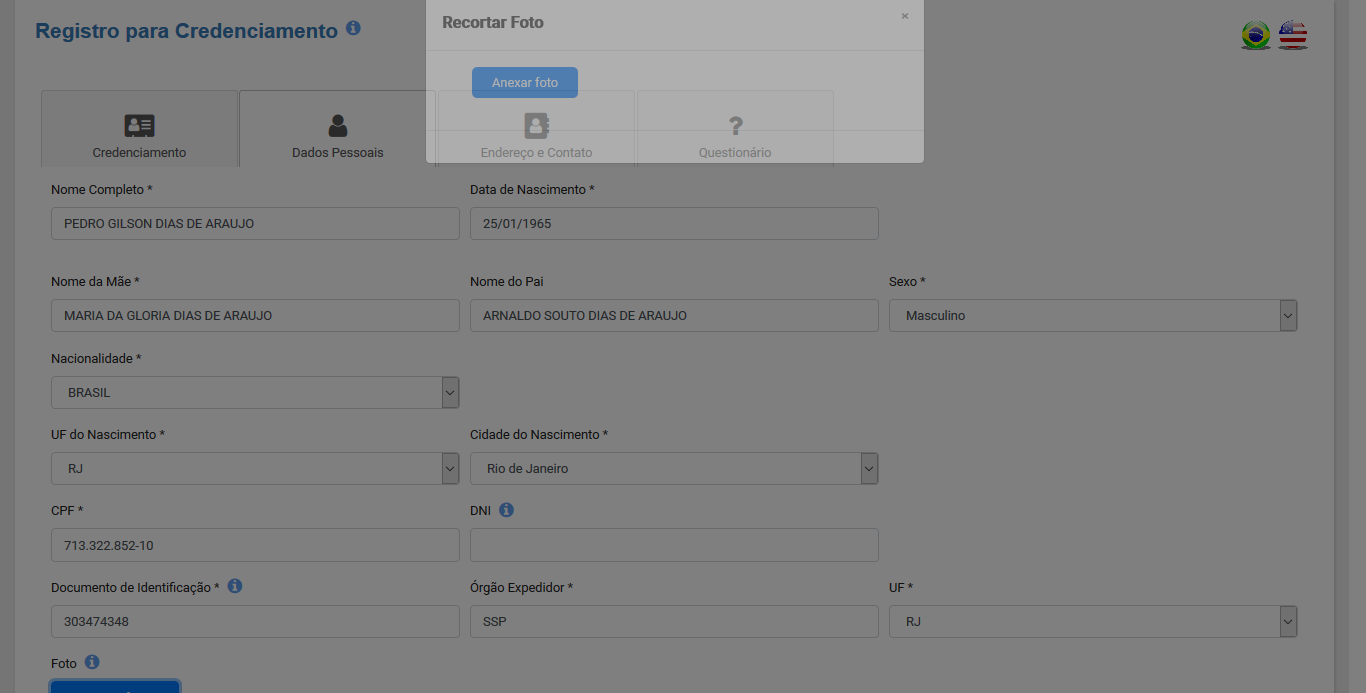 Recortar Foto
×
Registro para Credenciamento
Anexar foto
Credenciamento
Dados Pessoais
Endereço e Contato
?
Questionário
Nome Completo *
Data de Nascimento *
PEDRO GILSON DIAS DE ARAUJO
25/01/1965
Nome da Mãe *
Nome do Pai
Sexo *
MARIA DA GLORIA DIAS DE ARAUJO
ARNALDO SOUTO DIAS DE ARAUJO
Masculino
Nacionalidade *
BRASIL
UF do Nascimento *
Cidade do Nascimento *
RJ
Rio de Janeiro
CPF *
DNI
713.322.852-10
Documento de Identificação *
Órgão Expedidor *
UF *
303474348
SSP
RJ
Foto